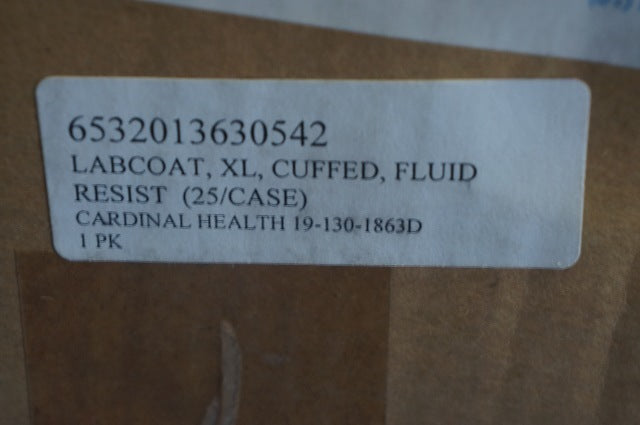 6532013630542
LABCOAT, XL, CUFFED, FLUID
RESIST (25/CASE)
CARDINAL HEALTH 19-130-1863D
1 PK